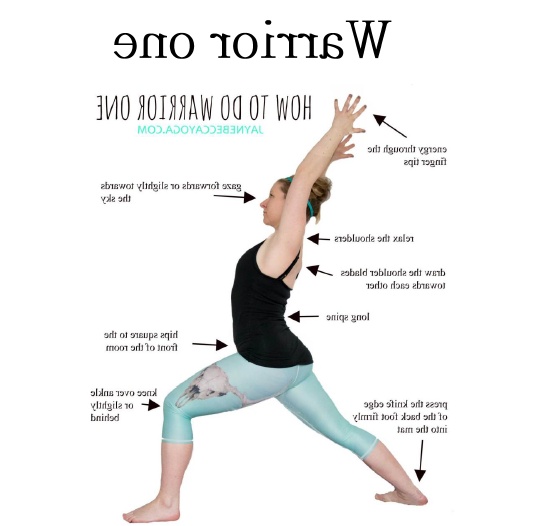 Warrior one
HOW TO DO WARRIOR ONE
JAYNEBECCAYOGA.COM
energy through the
finger tips
gaze forwards or slightly towards
the sky
relax the shoulders
draw the shoulder blades
towards each other
long spine
hips square to the
front of the room
knee over ankle
or slightly
behind
press the knife edge
of the back foot firmly
into the mat